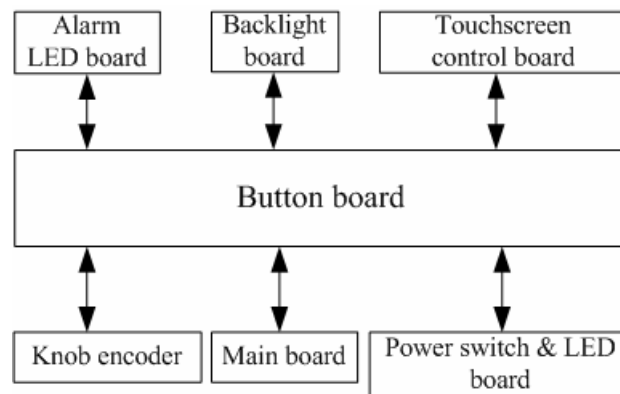 Alarm
LED board
Backlight
board
Touchscreen
control board
Button board
Knob encoder
Main board
Power switch & LED
board